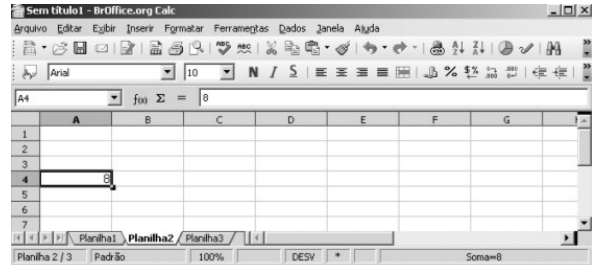 Sem título1 - BrOffice.org Calc
Arquivo Editar Exibir Inserir Formatar Ferramentas Dados Janela Ajuda
Arial 10 N I S
A4 f(x) Σ = 8
A B C D E F G
1
2
3
4 8
5
6
7
Planilha1 Planilha2 Planilha3
Planilha 2 / 3 Padrão 100% DESV * Soma=8